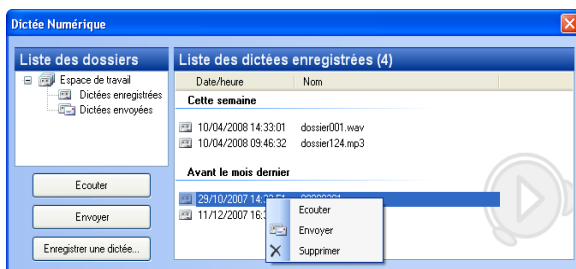 Dictée Numérique
Liste des dossiers
Espace de travail
Dictées enregistrées
Dictées envoyées
Ecouter
Envoyer
Enregistrer une dictée...
Liste des dictées enregistrées (4)
Date/heure Nom
Cette semaine
10/04/2008 14:33:01 dossier001.wav
10/04/2008 09:46:32 dossier124.mp3
Avant le mois dernier
29/10/2007
11/12/2007
Ecouter
Envoyer
Supprimer